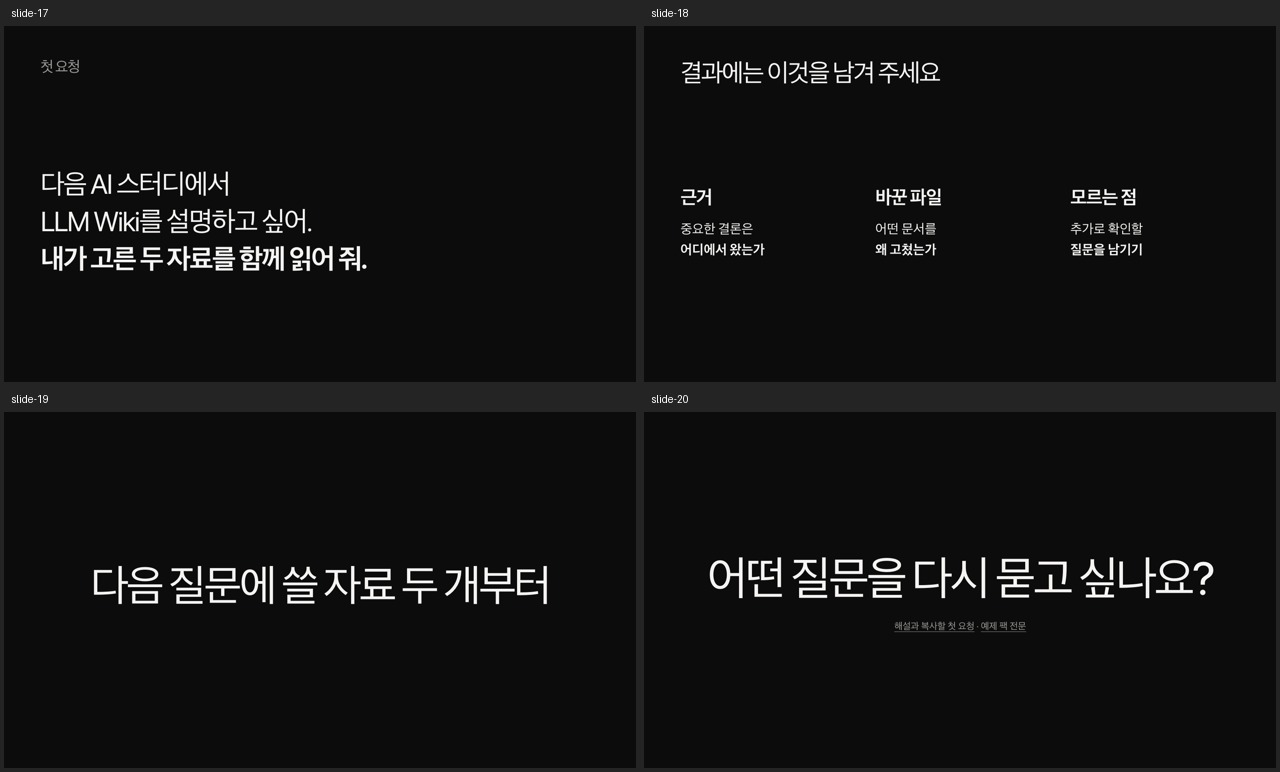 slide-17
첫 요청
다음 AI 스터디에서
LLM Wiki를 설명하고 싶어.
내가 고른 두 자료를 함께 읽어 줘.
slide-18
결과에는 이것을 남겨 주세요
근거
중요한 결론은
어디에서 왔는가
바꾼 파일
어떤 문서를
왜 고쳤는가
모르는 점
추가로 확인할
질문을 남기기
slide-19
다음 질문에 쓸 자료 두 개부터
slide-20
어떤 질문을 다시 묻고 싶나요?
해설과 복사할 첫 요청 · 예제 팩 전문